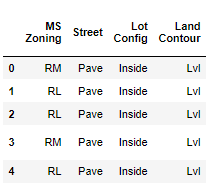 MS Zoning Street Lot Config Land Contour
0 RM Pave Inside Lvl
1 RL Pave Inside Lvl
2 RL Pave Inside Lvl
3 RM Pave Inside Lvl
4 RL Pave Inside Lvl